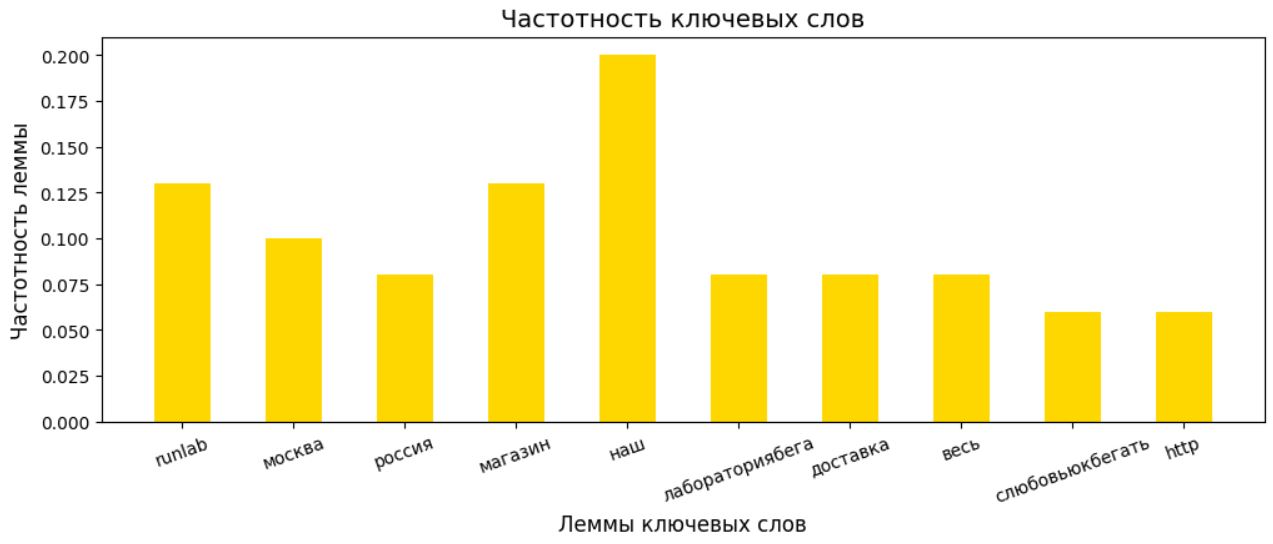 Частотность ключевых слов
Частотность леммы
0.200
0.175
0.150
0.125
0.100
0.075
0.050
0.025
0.000
runlab
москва
россия
магазин
наш
лабораториябега
доставка
весь
слюбовьюкбегать
http
Леммы ключевых слов